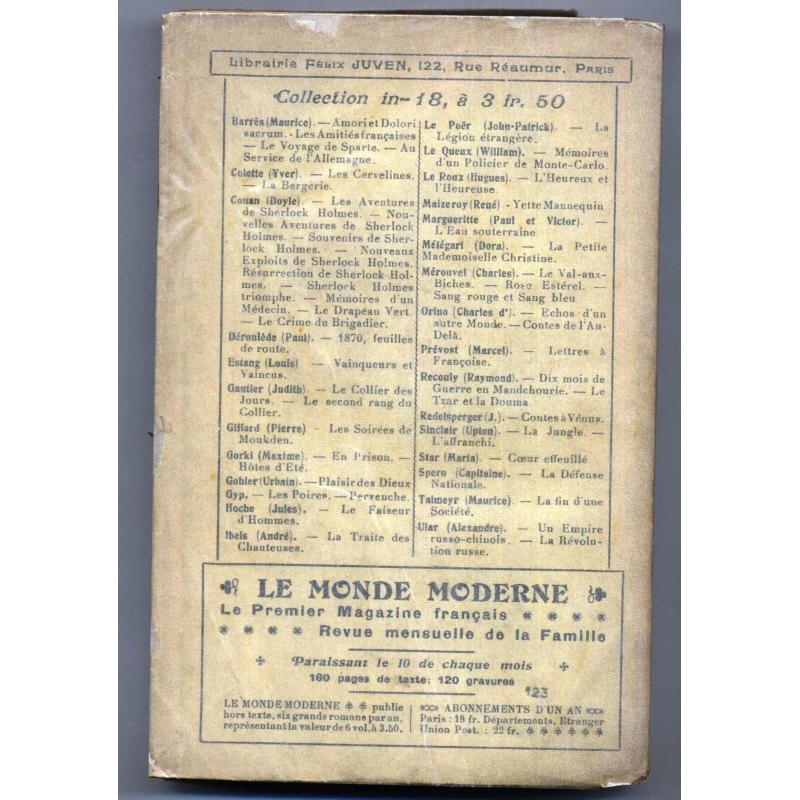 Librairie FÉLIX JUVEN, 122, Rue Réaumur, PARIS
Collection in-18, à 3 fr. 50
Barrès (Maurice). — Amori et Dolori
sacrum. - Les Amitiés françaises
— Le Voyage de Sparte. — Au
Service de l'Allemagne.
Colette (Yver). — Les Cervelines.
— La Bergerie.
Conan (Doyle). — Les Aventures
de Sherlock Holmes. — Nou-
velles Aventures de Sherlock
Holmes. — Souvenirs de Sher-
lock Holmes. — Nouveaux
Exploits de Sherlock Holmes.
Résurrection de Sherlock Hol-
mes. — Sherlock Holmes
triomphe. — Mémoires d'un
Médecin. — Le Drapeau Vert.
— Le Crime du Brigadier.
Déroulède (Paul). — 1870, feuilles
de route.
Estang (Louis) — Vainqueurs et
Vaincus.
Gautier (Judith). — Le Collier des
Jours. — Le second rang du
Collier.
Giffard (Pierre) - Les Soirées de
Moukden.
Gorki (Maxime). — En Prison. —
Hôtes d'Eté.
Gohier (Urbain). — Plaisir des Dieux
Gyp. — Les Poires. — Pervenche.
Hoche (Jules). — Le Faiseur
d'Hommes.
Ibels (André). — La Traite des
Chanteuses.
Le Poër (John-Patrick). — La
Légion étrangère.
Le Queux (William). — Mémoires
d'un Policier de Monte-Carlo.
Le Roux (Hugues). — L'Heureux et
l'Heureuse.
Maizeroy (René). - Yette Mannequin
Margueritte (Paul et Victor). —
L'Eau souterraine
Mélégari (Dora). — La Petite
Mademoiselle Christine.
Mérouvel (Charles). — Le Val-aux-
Biches. — Rose Estérel. —
Sang rouge et Sang bleu
Orino (Charles d'). — Echos d'un
autre Monde. — Contes de l'Au-
Delà.
Prévost (Marcel). — Lettres à
Françoise.
Recouly (Raymond). — Dix mois de
Guerre en Mandchourie. — Le
Tzar et la Douma.
Redelsperger (J.). — Contes à Vénus.
Sinclair (Upton). — La Jungle. —
L'affranchi.
Star (Maria). — Cœur effeuillé
Spero (Capitaine). — La Défense
Nationale.
Talmeyr (Maurice). — La fin d'une
Société.
Ular (Alexandre). — Un Empire
russo-chinois. — La Révolu-
tion russe.
LE MONDE MODERNE
Le Premier Magazine français
Revue mensuelle de la Famille
Paraissant le 10 de chaque mois
160 pages de texte: 120 gravures
123
LE MONDE MODERNE publie
hors texte, six grands romans par an,
représentant la valeur de 6 vol. à 3.50.
ABONNEMENTS D'UN AN
Paris : 18 fr. Départements, Etranger
Union Post. : 22 fr.